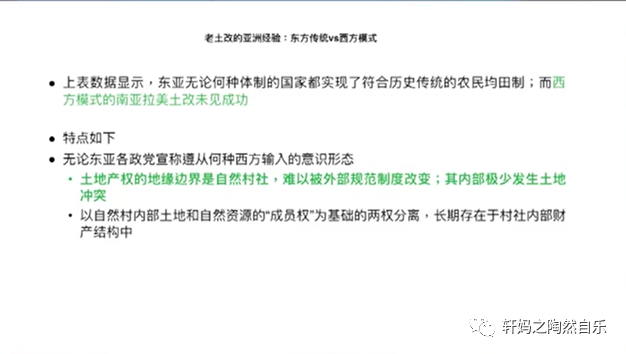 老土改的亚洲经验：东方传统vs西方模式
• 上表数据显示，东亚无论何种体制的国家都实现了符合历史传统的农民均田制；而西
方模式的南亚拉美土改未见成功
• 特点如下
• 无论东亚各政党宣称遵从何种西方输入的意识形态
• 土地产权的地缘边界是自然村社，难以被外部规范制度改变；其内部极少发生土地
冲突
• 以自然村内部土地和自然资源的“成员权”为基础的两权分离，长期存在于村社内部财
产结构中
轩妈之陶然自乐